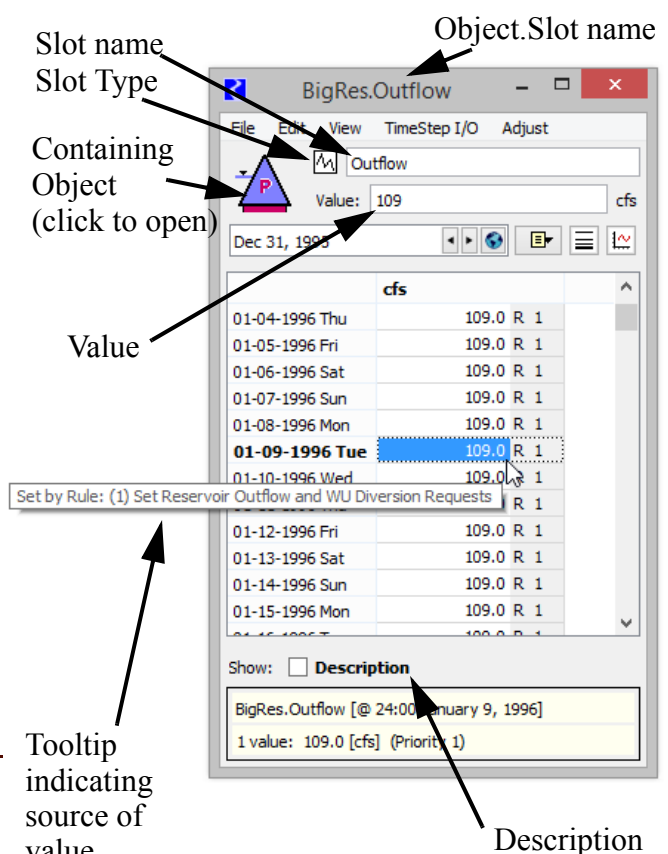 Object.Slot name
Slot name
Slot Type
BigRes.Outflow
File Edit View TimeStep I/O Adjust
Containing
Object
(click to open)
P
Outflow
Value: 109 cfs
Dec 31, 1995
cfs
01-04-1996 Thu 109.0 R 1
01-05-1996 Fri 109.0 R 1
01-06-1996 Sat 109.0 R 1
Value
01-07-1996 Sun 109.0 R 1
01-08-1996 Mon 109.0 R 1
01-09-1996 Tue 109.0 R 1
01-10-1996 Wed 109.0 R 1
Set by Rule: (1) Set Reservoir Outflow and WU Diversion Requests
R 1
01-12-1996 Fri 109.0 R 1
01-13-1996 Sat 109.0 R 1
01-14-1996 Sun 109.0 R 1
01-15-1996 Mon 109.0 R 1
Show: Description
BigRes.Outflow [@ 24:00 January 9, 1996]
1 value: 109.0 [cfs] (Priority 1)
Tooltip
indicating
source of
value
Description